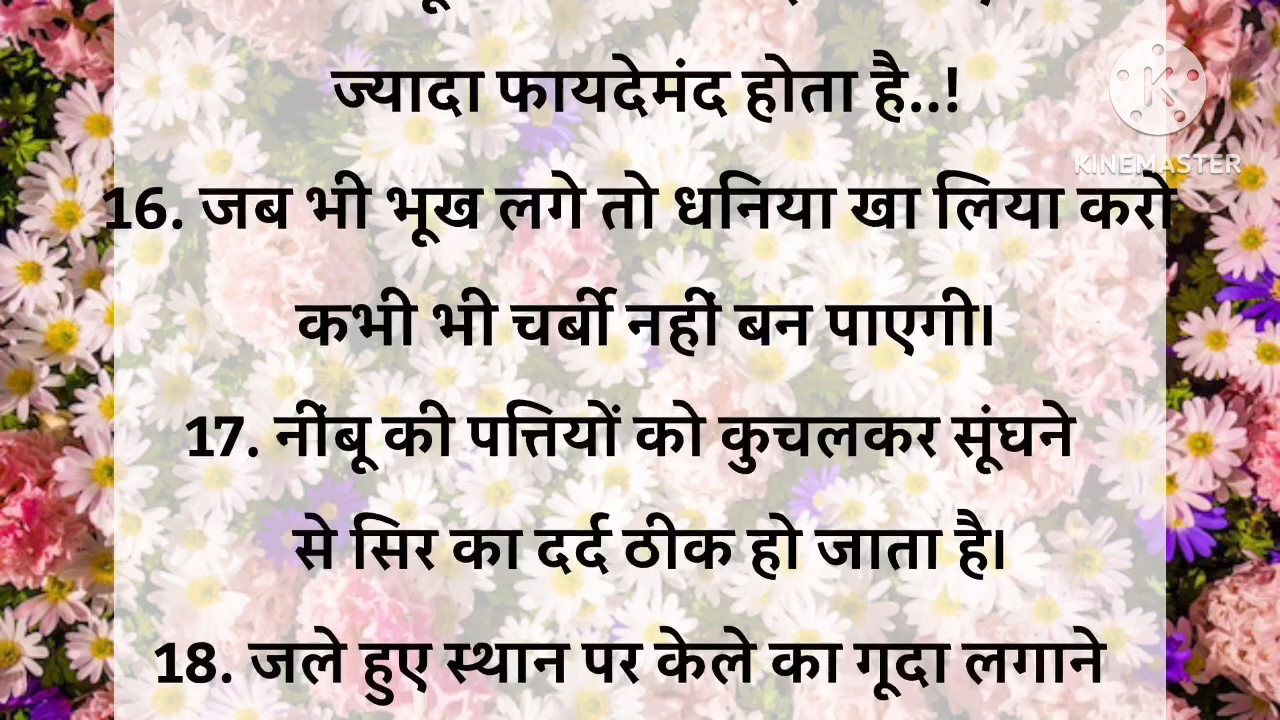 ज्यादा फायदेमंद होता है..!
KINEMASTER
16. जब भी भूख लगे तो धनिया खा लिया करो
कभी भी चर्बी नहीं बन पाएगी।
17. नींबू की पत्तियों को कुचलकर सूंघने
से सिर का दर्द ठीक हो जाता है।
18. जले हुए स्थान पर केले का गूदा लगाने